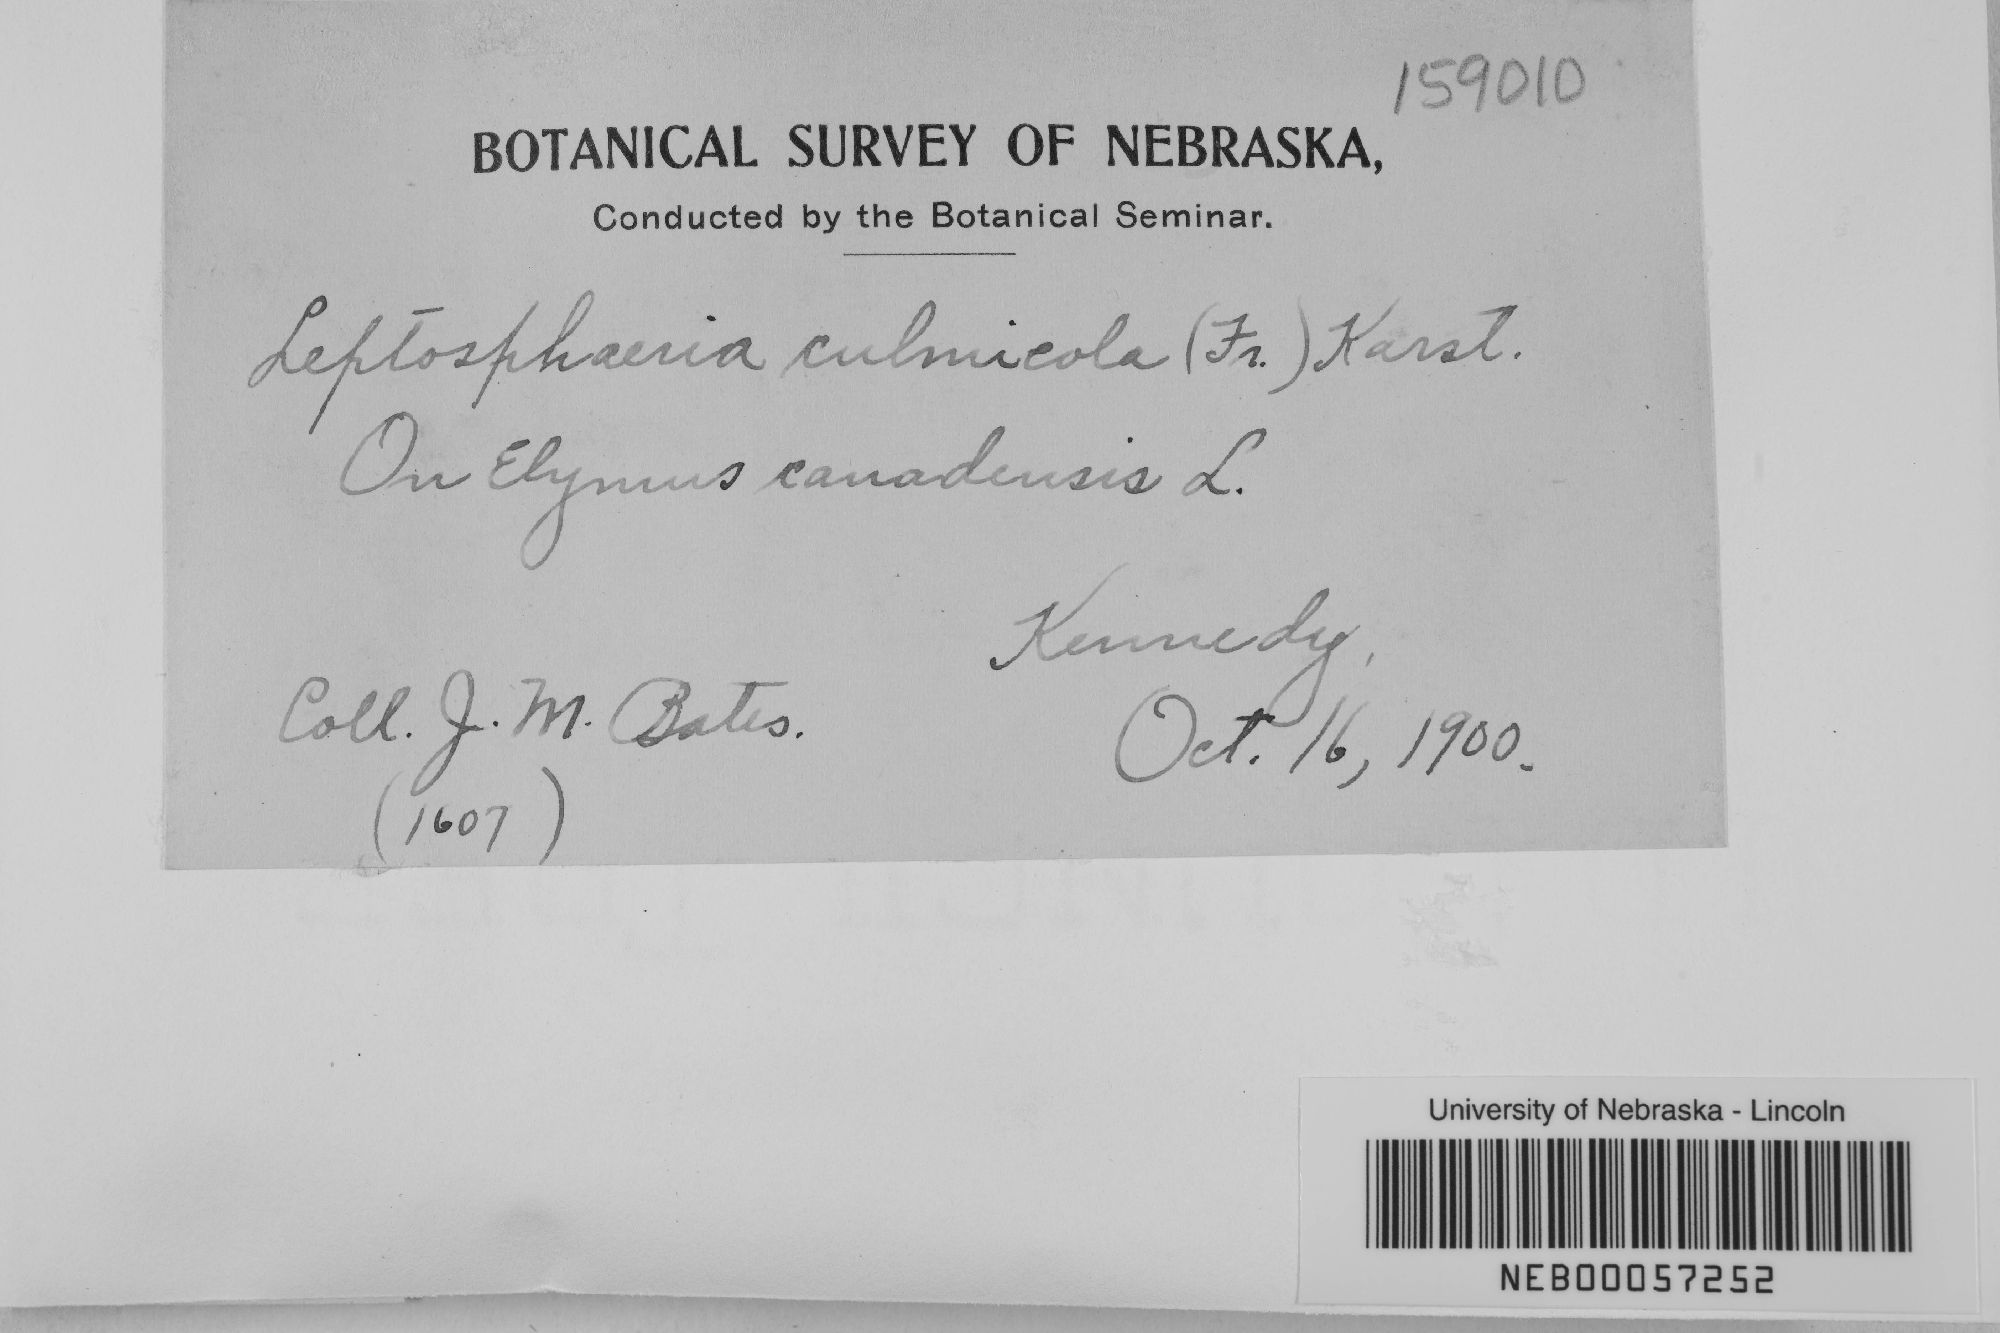 159010
BOTANICAL SURVEY OF NEBRASKA,
Conducted by the Botanical Seminar.
Leptosphaeria culmicola (Fr.) Karst.
On Elymus canadensis L.
Kennedy,
Coll. J. M. Bates.
Oct. 16, 1900.
(1607)
University of Nebraska - Lincoln
NEB00057252